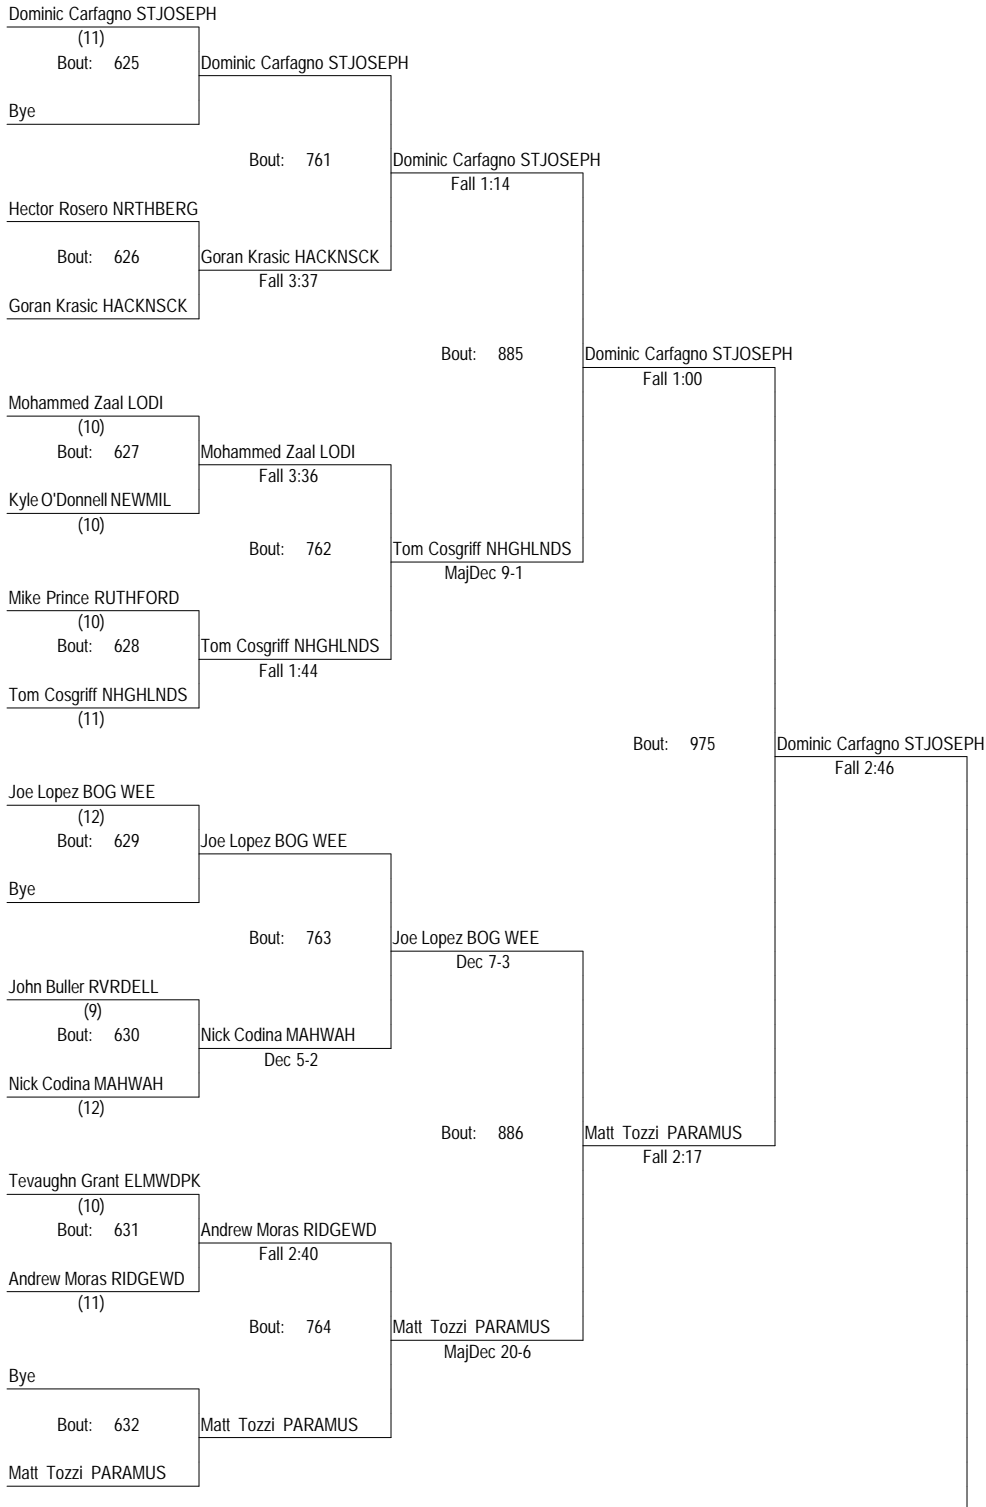 Dominic Carfagno STJOSEPH
(11)
Bout: 625 Dominic Carfagno STJOSEPH
Bye
Bout: 761 Dominic Carfagno STJOSEPH
Fall 1:14
Hector Rosero NRTHBERG
Bout: 626 Goran Krasic HACKNSCK
Fall 3:37
Goran Krasic HACKNSCK
Bout: 885 Dominic Carfagno STJOSEPH
Fall 1:00
Mohammed Zaal LODI
(10)
Bout: 627 Mohammed Zaal LODI
Fall 3:36
Kyle O'Donnell NEWMIL
(10)
Bout: 762 Tom Cosgriff NHGHLNDS
MajDec 9-1
Mike Prince RUTHFORD
(10)
Bout: 628 Tom Cosgriff NHGHLNDS
Fall 1:44
Tom Cosgriff NHGHLNDS
(11)
Bout: 975 Dominic Carfagno STJOSEPH
Fall 2:46
Joe Lopez BOG WEE
(12)
Bout: 629 Joe Lopez BOG WEE
Bye
Bout: 763 Joe Lopez BOG WEE
Dec 7-3
John Buller RVRDELL
(9)
Bout: 630 Nick Codina MAHWAH
Dec 5-2
Nick Codina MAHWAH
(12)
Bout: 886 Matt Tozzi PARAMUS
Fall 2:17
Tevaughn Grant ELMWDPK
(10)
Bout: 631 Andrew Moras RIDGEWD
Fall 2:40
Andrew Moras RIDGEWD
(11)
Bout: 764 Matt Tozzi PARAMUS
MajDec 20-6
Bye
Bout: 632 Matt Tozzi PARAMUS
Matt Tozzi PARAMUS